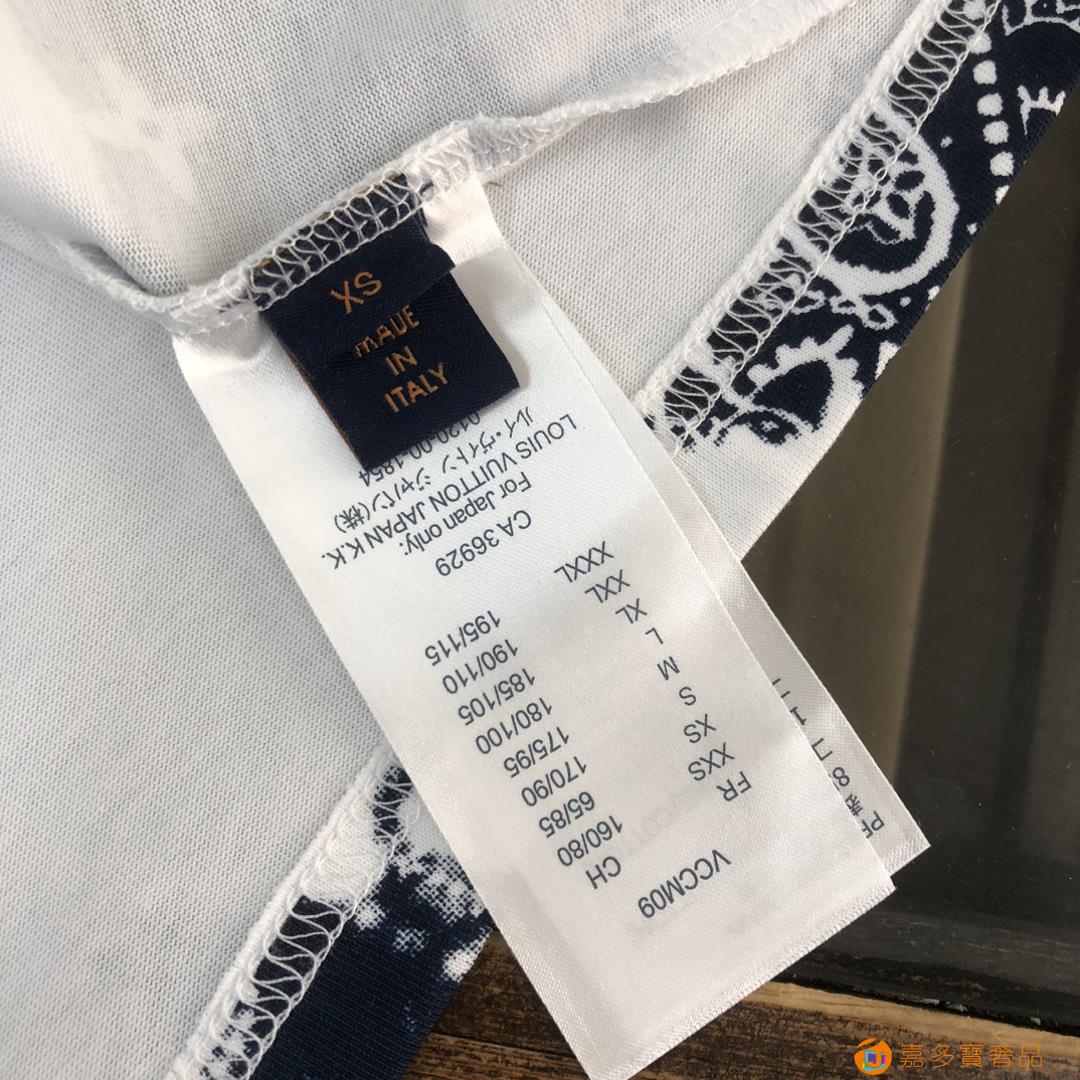 XS
MADE
IN
ITALY
VCCM09
FR CH
XXS 160/80
XS 65/85
S 170/90
M 175/95
L 180/100
XL 185/105
XXL 190/110
XXXL 195/115
CA 36929
For Japan only:
LOUIS VUITTON JAPAN K.K.
ルイ・ヴィトン ジャパン(株)
0120-00-1854
嘉多寶奢品